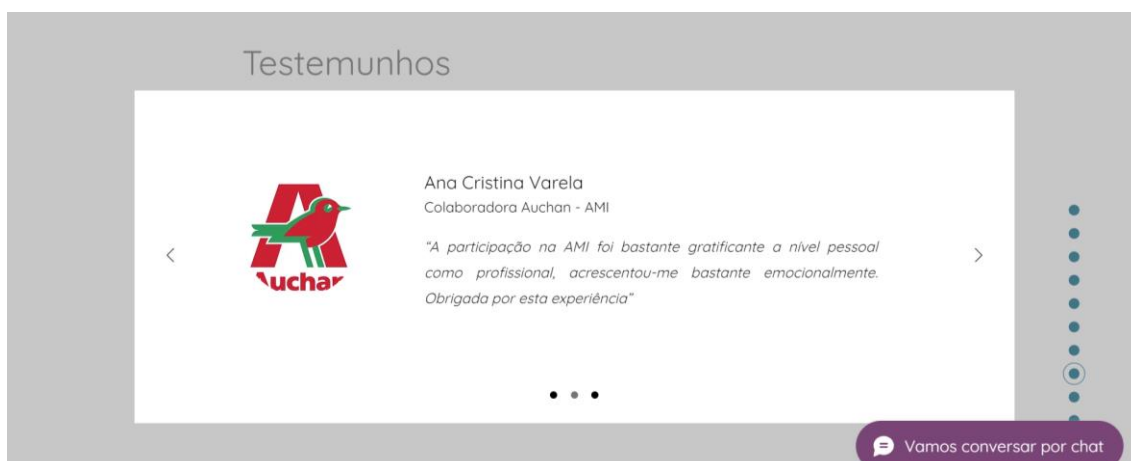 Testemunhos
Ana Cristina Varela
Colaboradora Auchan - AMI
“A participação na AMI foi bastante gratificante a nível pessoal
como profissional, acrescentou-me bastante emocionalmente.
Obrigada por esta experiência”
Auchan
Vamos conversar por chat